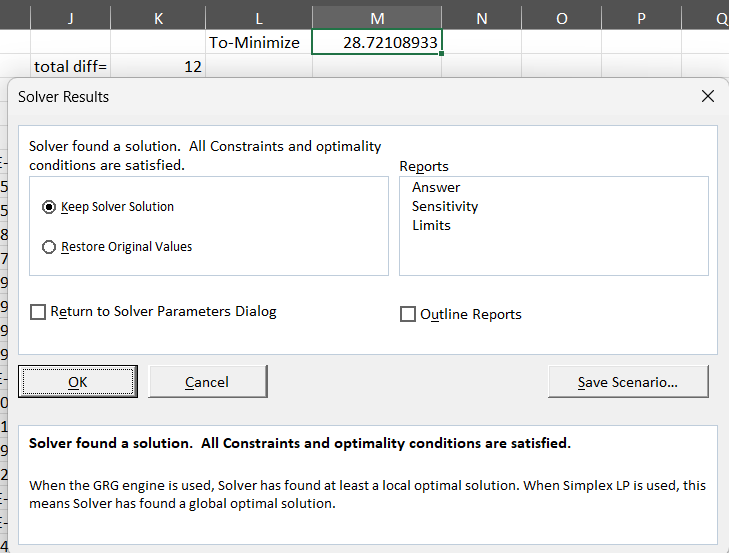 J K L M N O P Q
To-Minimize 28.72108933
total diff= 12
Solver Results
Solver found a solution. All Constraints and optimality
conditions are satisfied.
Reports
Answer
Sensitivity
Limits
Keep Solver Solution
Restore Original Values
Return to Solver Parameters Dialog
Outline Reports
OK Cancel Save Scenario...
Solver found a solution. All Constraints and optimality conditions are satisfied.
When the GRG engine is used, Solver has found at least a local optimal solution. When Simplex LP is used, this
means Solver has found a global optimal solution.